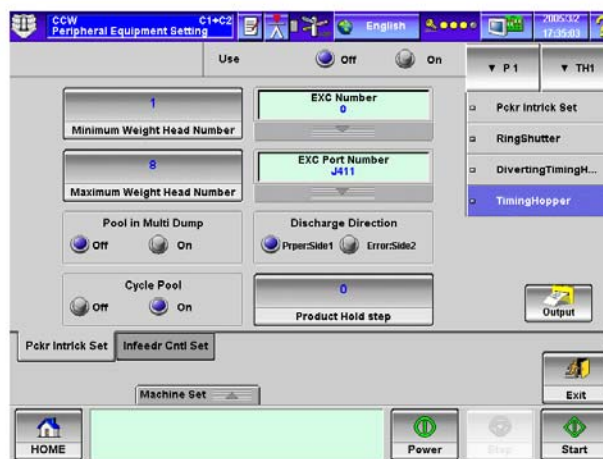 CCW C1+C2
Peripheral Equipment Setting
English
2005/3/2
17:35:03
Use
Off
On
P1
TH1
1
Minimum Weight Head Number
EXC Number
0
Pckr Intrlck Set
RingShutter
8
Maximum Weight Head Number
EXC Port Number
J411
DivertingTimingH...
TimingHopper
Pool in Multi Dump
Off
On
Discharge Direction
Prper:Side1
Error:Side2
Cycle Pool
Off
On
0
Product Hold step
Output
Pckr Intrlck Set
Infeedr Cntl Set
Machine Set
Exit
HOME
Power
Stop
Start